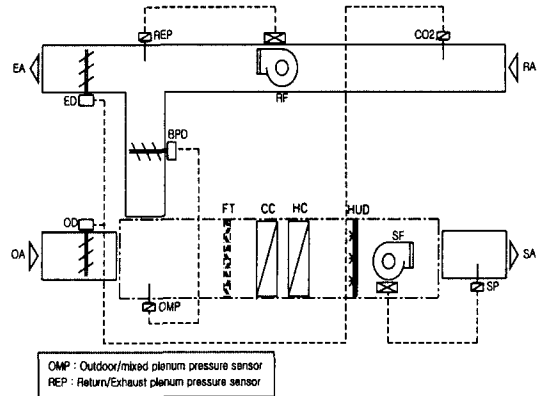 REP
CO2
EA
RA
ED
RF
BPD
FT
CC
HC
HUD
OD
SF
OA
SA
OMP
SP
OMP : Outdoor/mixed plenum pressure sensor
REP : Return/Exhaust plenum pressure sensor